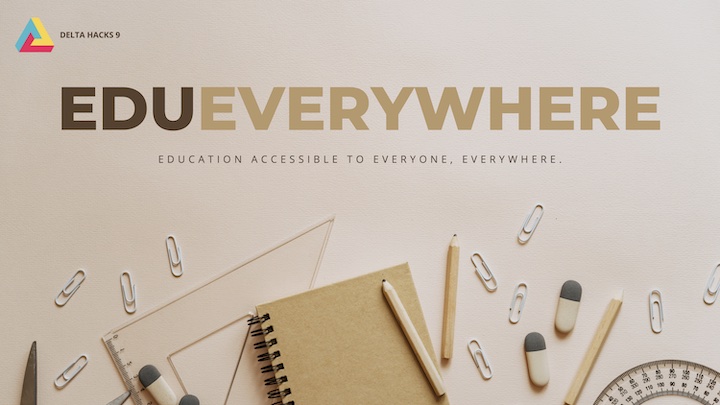 DELTA HACKS 9
EDUEVERYWHERE
EDUCATION ACCESSIBLE TO EVERYONE, EVERYWHERE.